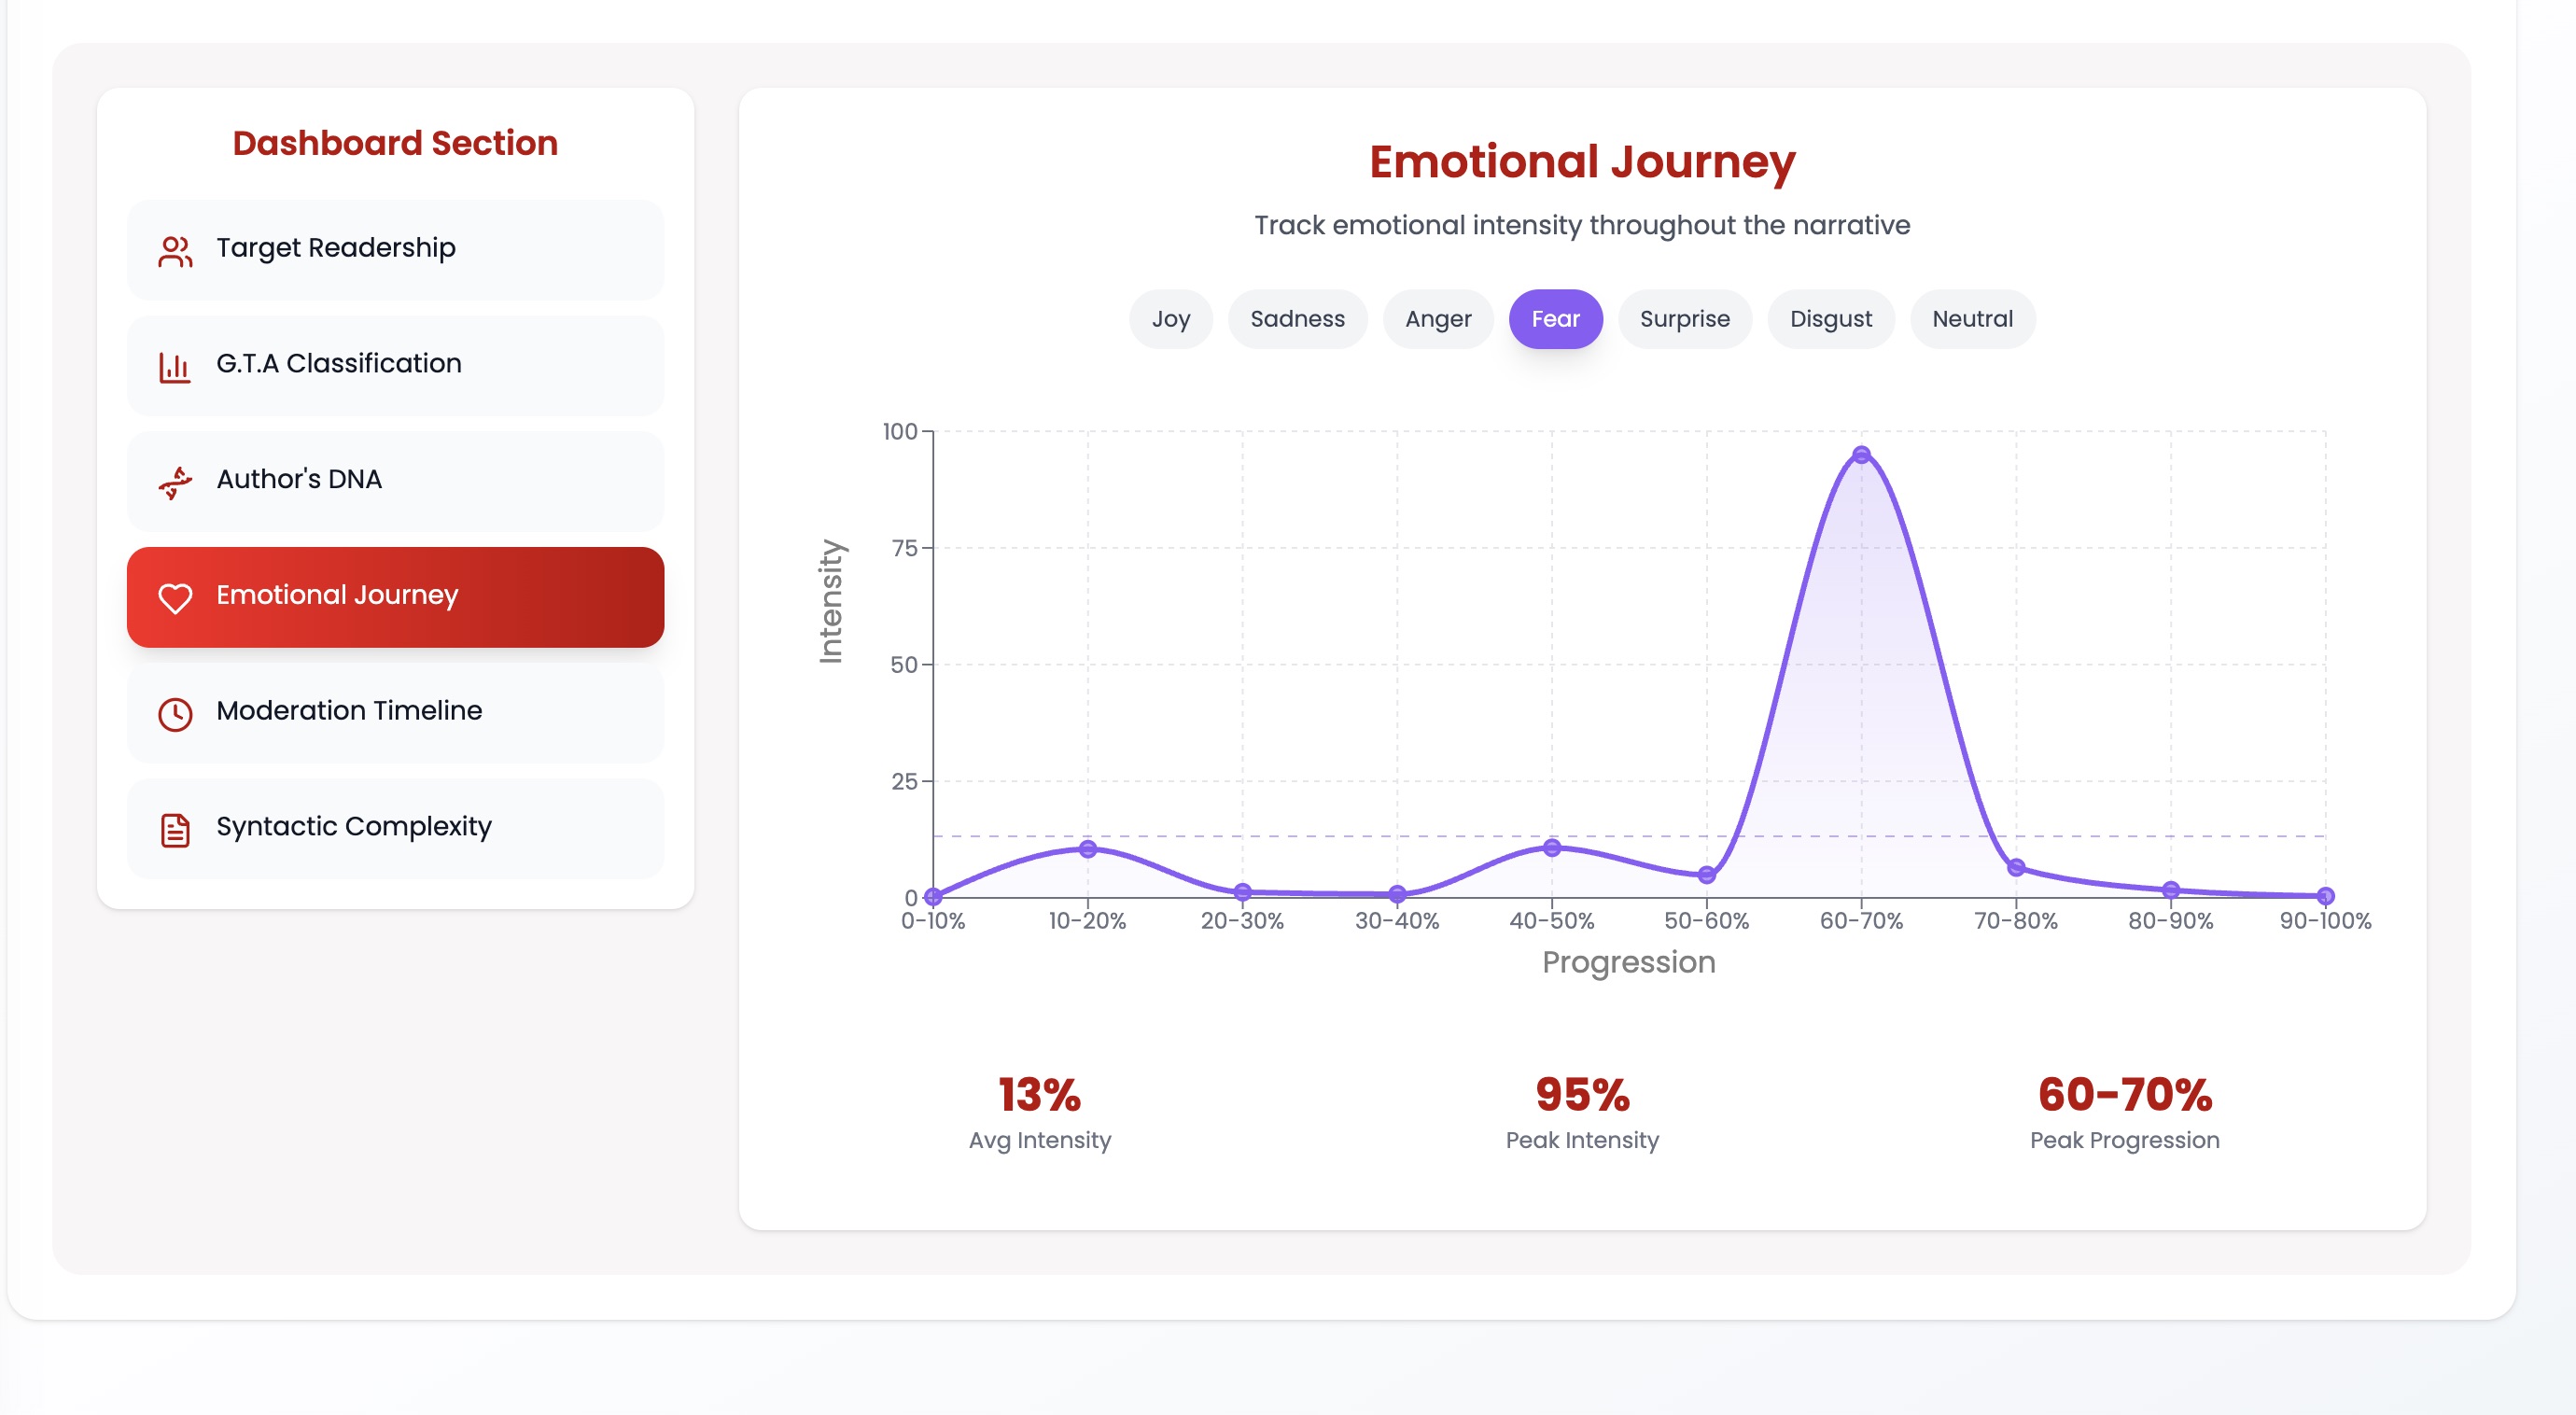 Dashboard Section
Target Readership
G.T.A Classification
Author's DNA
Emotional Journey
Moderation Timeline
Syntactic Complexity
Emotional Journey
Track emotional intensity throughout the narrative
Joy Sadness Anger Fear Surprise Disgust Neutral
100
75
50
25
0
Intensity
0-10% 10-20% 20-30% 30-40% 40-50% 50-60% 60-70% 70-80% 80-90% 90-100%
Progression
13% 95% 60-70%
Avg Intensity Peak Intensity Peak Progression